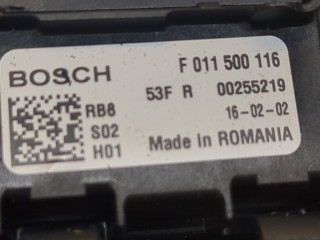 BOSCH F 011 500 116
53F R 00255219
RB6 16-02-02
S02 Made in ROMANIA
H01